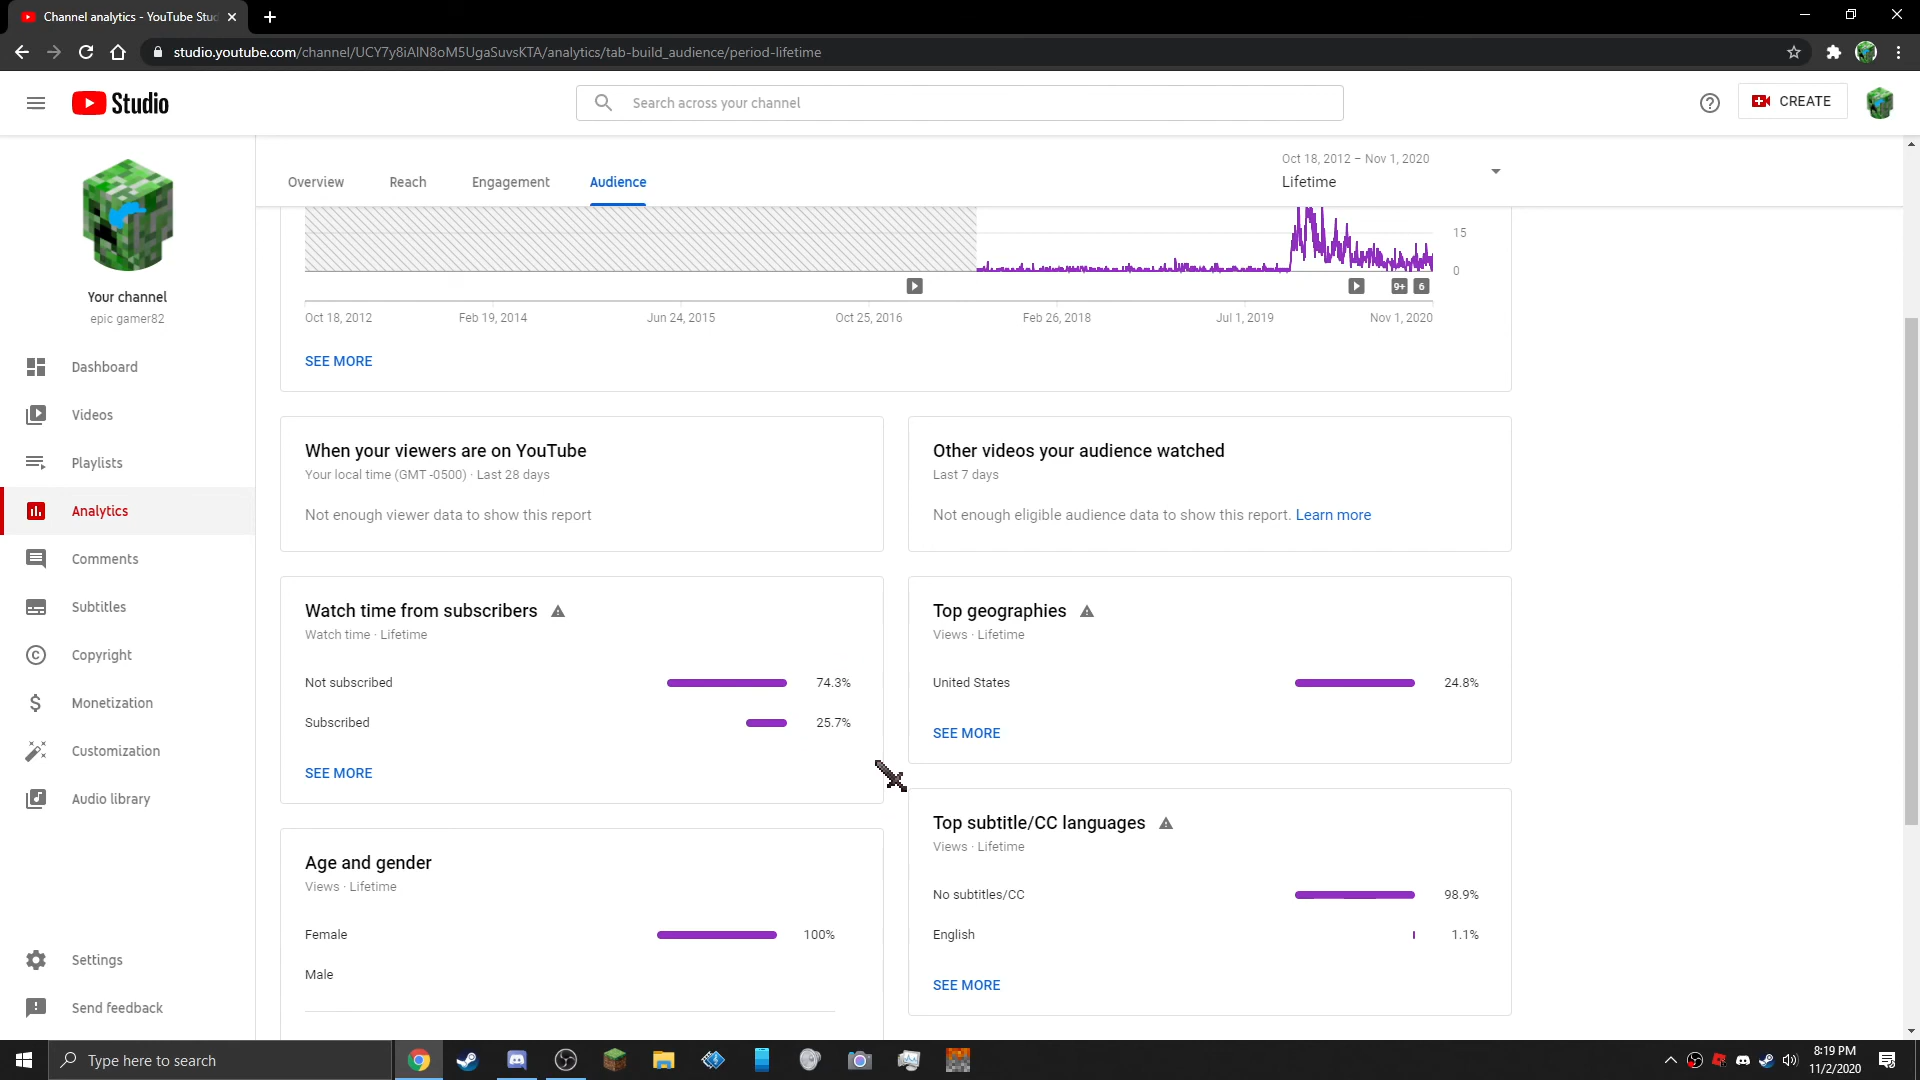 Channel analytics - YouTube Stud
studio.youtube.com/channel/UCY7y8iAIN8oM5UgaSuvsKTA/analytics/tab-build_audience/period-lifetime
Studio
Search across your channel
CREATE
Your channel
epic gamer82
Dashboard
Videos
Playlists
Analytics
Comments
Subtitles
Copyright
Monetization
Customization
Audio library
Settings
Send feedback
Overview
Reach
Engagement
Audience
Oct 18, 2012 – Nov 1, 2020
Lifetime
15
0
9+
6
Oct 18, 2012
Feb 19, 2014
Jun 24, 2015
Oct 25, 2016
Feb 26, 2018
Jul 1, 2019
Nov 1, 2020
SEE MORE
When your viewers are on YouTube
Your local time (GMT -0500) · Last 28 days
Not enough viewer data to show this report
Other videos your audience watched
Last 7 days
Not enough eligible audience data to show this report. Learn more
Watch time from subscribers
Watch time · Lifetime
Not subscribed 74.3%
Subscribed 25.7%
SEE MORE
Top geographies
Views · Lifetime
United States 24.8%
SEE MORE
Age and gender
Views · Lifetime
Female 100%
Male
Top subtitle/CC languages
Views · Lifetime
No subtitles/CC 98.9%
English 1.1%
SEE MORE
Type here to search
8:19 PM
11/2/2020